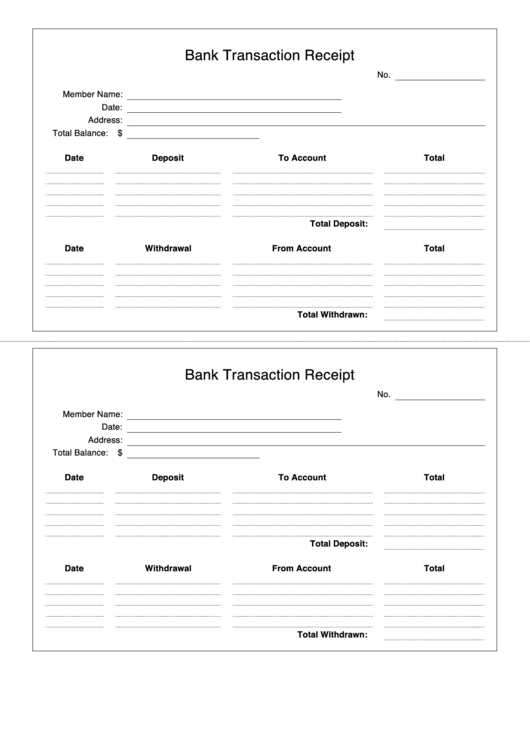 Bank Transaction Receipt
No.
Member Name:
Date:
Address:
Total Balance: $
Date Deposit To Account Total
Total Deposit:
Date Withdrawal From Account Total
Total Withdrawn:
Bank Transaction Receipt
No.
Member Name:
Date:
Address:
Total Balance: $
Date Deposit To Account Total
Total Deposit:
Date Withdrawal From Account Total
Total Withdrawn: